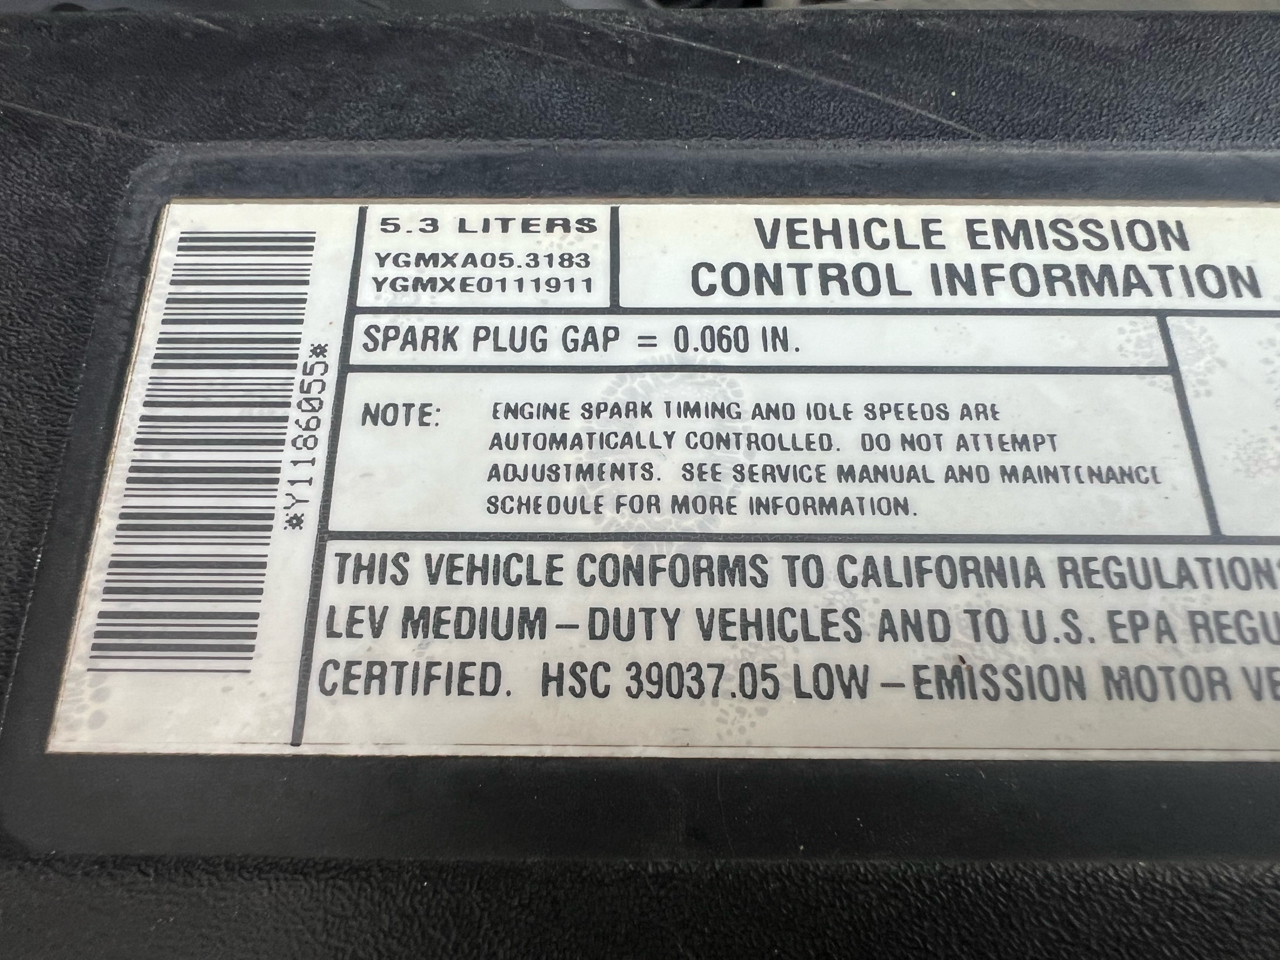 5.3 LITERS
YGMXA05.3183
YGMXE0111911
VEHICLE EMISSION
CONTROL INFORMATION
SPARK PLUG GAP = 0.060 IN.
NOTE: ENGINE SPARK TIMING AND IDLE SPEEDS ARE
AUTOMATICALLY CONTROLLED. DO NOT ATTEMPT
ADJUSTMENTS. SEE SERVICE MANUAL AND MAINTENANCE
SCHEDULE FOR MORE INFORMATION.
THIS VEHICLE CONFORMS TO CALIFORNIA REGULATIONS
LEV MEDIUM – DUTY VEHICLES AND TO U.S. EPA REGU
CERTIFIED. HSC 39037.05 LOW – EMISSION MOTOR VE
*Y1186055*